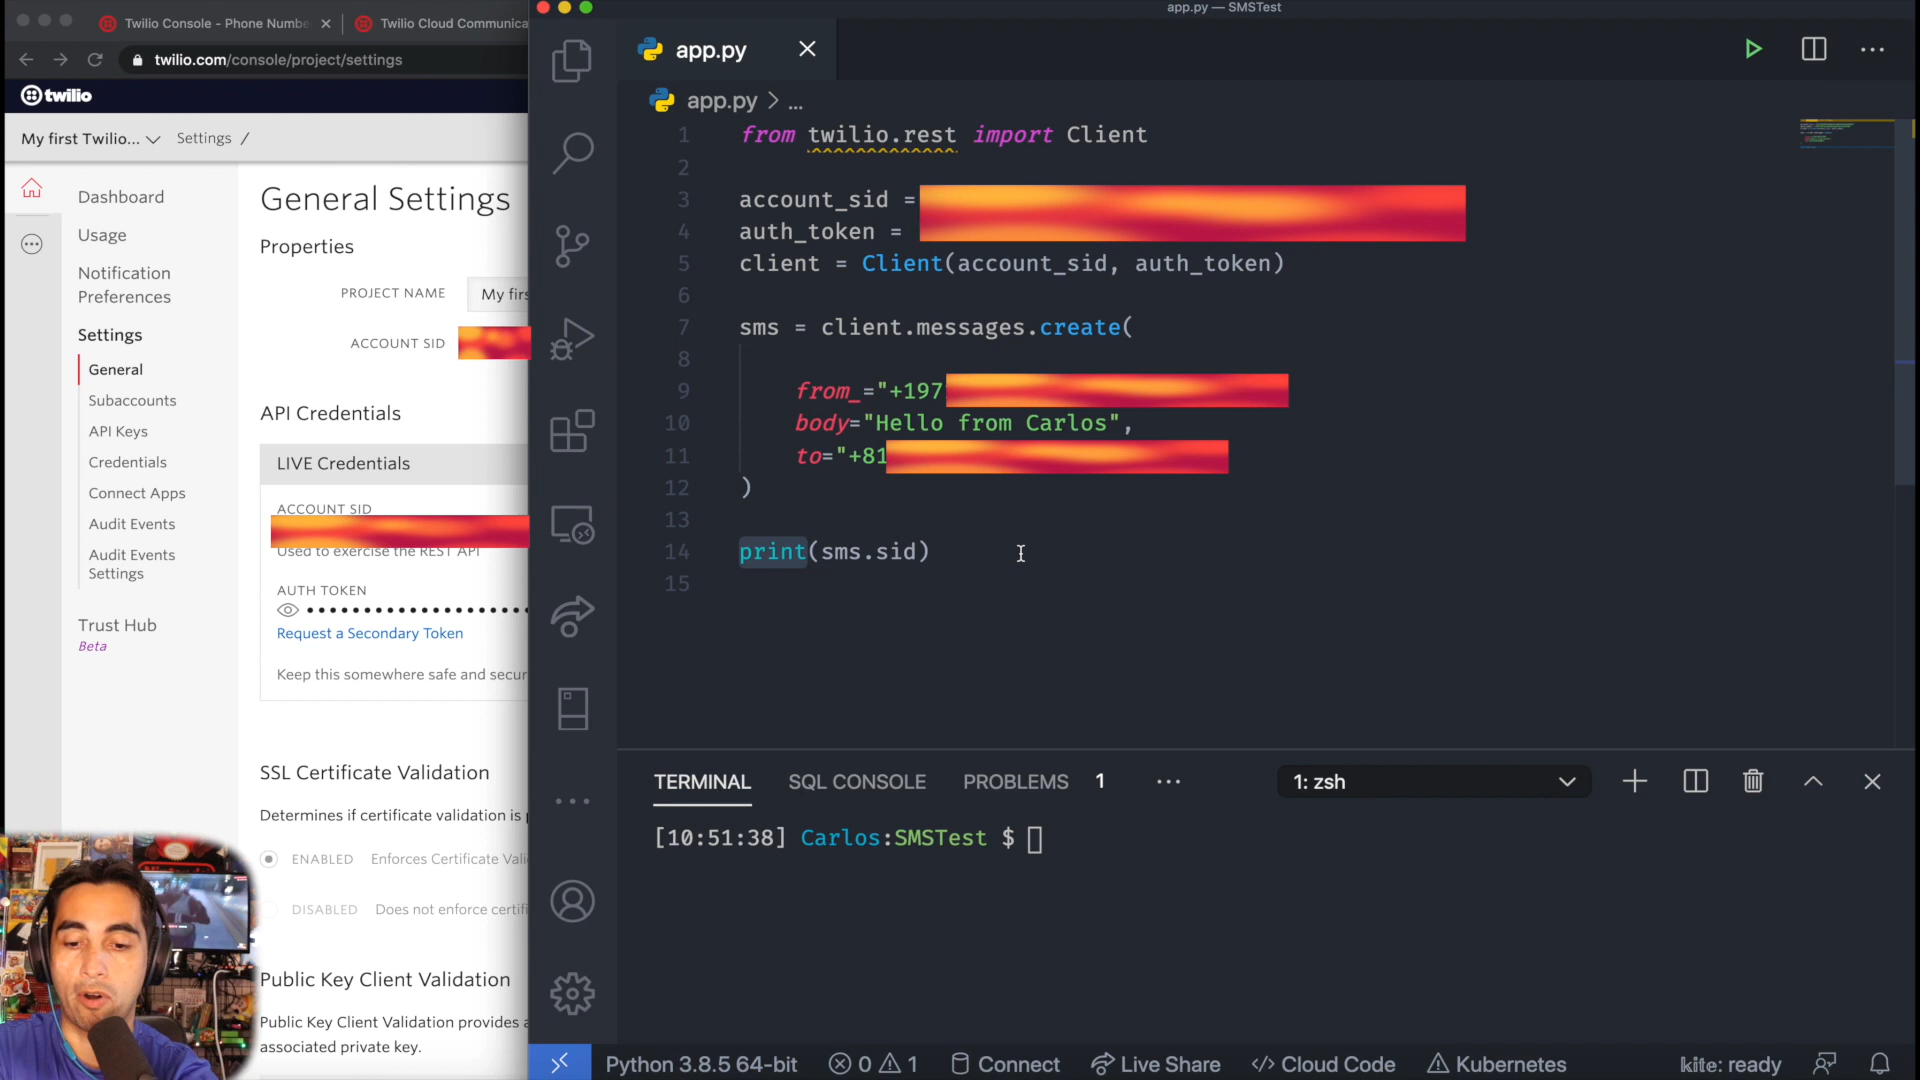 Twilio Console - Phone Numbe
Twilio Cloud Communica
twilio.com/console/project/settings
twilio
My first Twilio...
Settings /
Dashboard
Usage
Notification
Preferences
Settings
General
Subaccounts
API Keys
Credentials
Connect Apps
Audit Events
Audit Events
Settings
Trust Hub
Beta
General Settings
Properties
PROJECT NAME
My firs
ACCOUNT SID
API Credentials
LIVE Credentials
ACCOUNT SID
Used to exercise the REST API
AUTH TOKEN
Request a Secondary Token
Keep this somewhere safe and secur
SSL Certificate Validation
Determines if certificate validation is
ENABLED Enforces Certificate Vali
DISABLED Does not enforce certifi
Public Key Client Validation
Public Key Client Validation provides a
associated private key.
app.py — SMSTest
app.py
app.py > ...
1 from twilio.rest import Client
2
3 account_sid =
4 auth_token =
5 client = Client(account_sid, auth_token)
6
7 sms = client.messages.create(
8
9 from_="+197
10 body="Hello from Carlos",
11 to="+81
12 )
13
14 print(sms.sid)
15
TERMINAL SQL CONSOLE PROBLEMS 1 ...
1: zsh
[10:51:38] Carlos:SMSTest $
Python 3.8.5 64-bit 0 1 Connect Live Share </> Cloud Code Kubernetes kite: ready